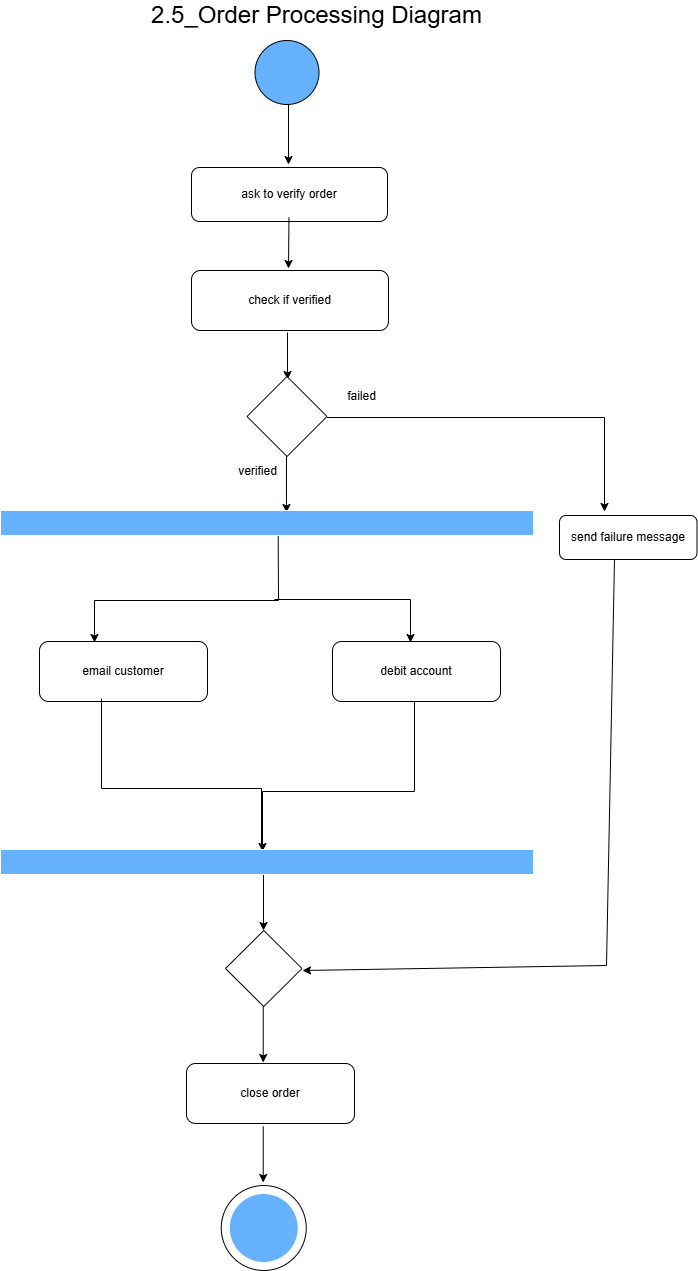 2.5_Order Processing Diagram
ask to verify order
check if verified
failed
verified
send failure message
email customer
debit account
close order